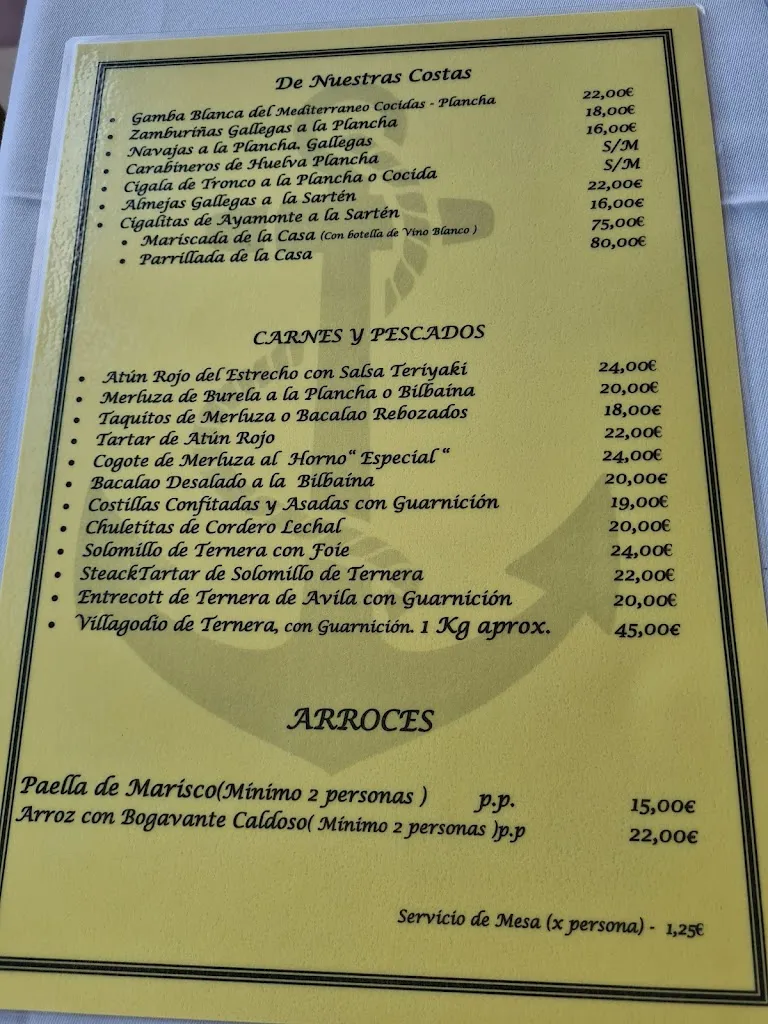 De Nuestras Costas
• Gamba Blanca del Mediterraneo Cocidas - Plancha 22,00€
• Zamburiñas Gallegas a la Plancha 18,00€
• Navajas a la Plancha. Gallegas 16,00€
• Carabineros de Huelva Plancha S/M
• Cigala de Tronco a la Plancha o Cocida S/M
• Almejas Gallegas a la Sartén 22,00€
• Cigalitas de Ayamonte a la Sartén 16,00€
• Mariscada de la Casa (Con botella de Vino Blanco ) 75,00€
• Parrillada de la Casa 80,00€
CARNES Y PESCADOS
• Atún Rojo del Estrecho con Salsa Teriyaki 24,00€
• Merluza de Burela a la Plancha o Bilbaína 20,00€
• Taquitos de Merluza o Bacalao Rebozados 18,00€
• Tartar de Atún Rojo 22,00€
• Cogote de Merluza al Horno“ Especial “ 24,00€
• Bacalao Desalado a la Bilbaína 20,00€
• Costillas Confitadas y Asadas con Guarnición 19,00€
• Chuletitas de Cordero Lechal 20,00€
• Solomillo de Ternera con Foie 24,00€
• SteackTartar de Solomillo de Ternera 22,00€
• Entrecott de Ternera de Avila con Guarnición 20,00€
• Villagodio de Ternera, con Guarnición. 1 Kg aprox. 45,00€
ARROCES
Paella de Marisco(Mínimo 2 personas ) p.p. 15,00€
Arroz con Bogavante Caldoso( Mínimo 2 personas )p.p 22,00€
Servicio de Mesa (x persona) - 1,25€